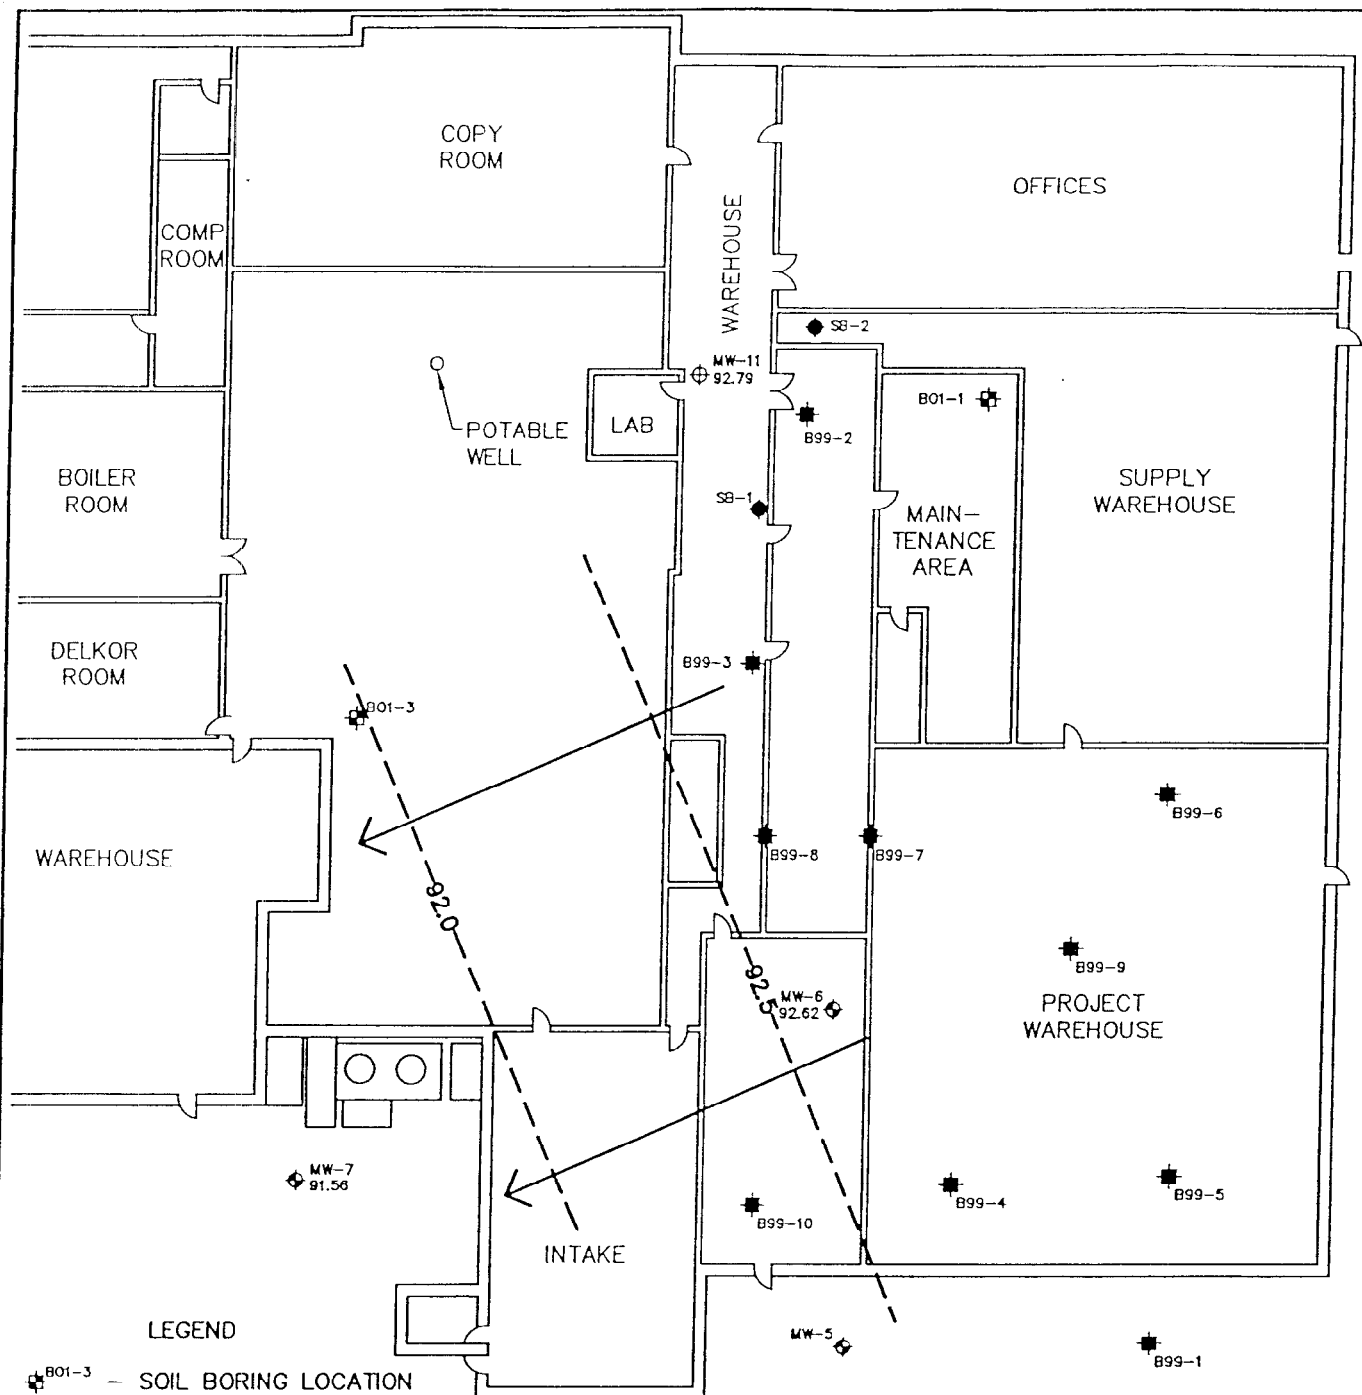 COPY
ROOM
OFFICES
WAREHOUSE
COMP
ROOM
SB-2
MW-11
92.79
B01-1
B99-2
POTABLE
WELL
LAB
BOILER
ROOM
SUPPLY
WAREHOUSE
SB-1
MAIN-
TENANCE
AREA
DELKOR
ROOM
B99-3
B01-3
B99-6
WAREHOUSE
B99-8
B99-7
92.0
B99-9
92.5
MW-6
92.62
PROJECT
WAREHOUSE
MW-7
91.56
B99-4
B99-5
B99-10
INTAKE
LEGEND
MW-5
B99-1
B01-3 - SOIL BORING LOCATION